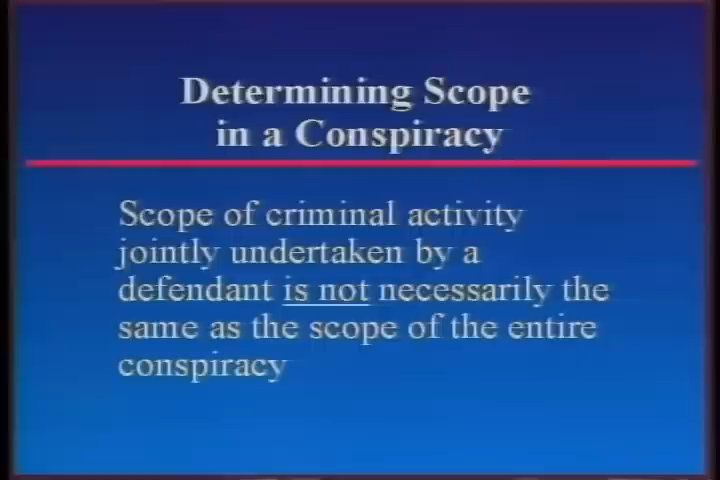 Determining Scope
in a Conspiracy
Scope of criminal activity
jointly undertaken by a
defendant is not necessarily the
same as the scope of the entire
conspiracy